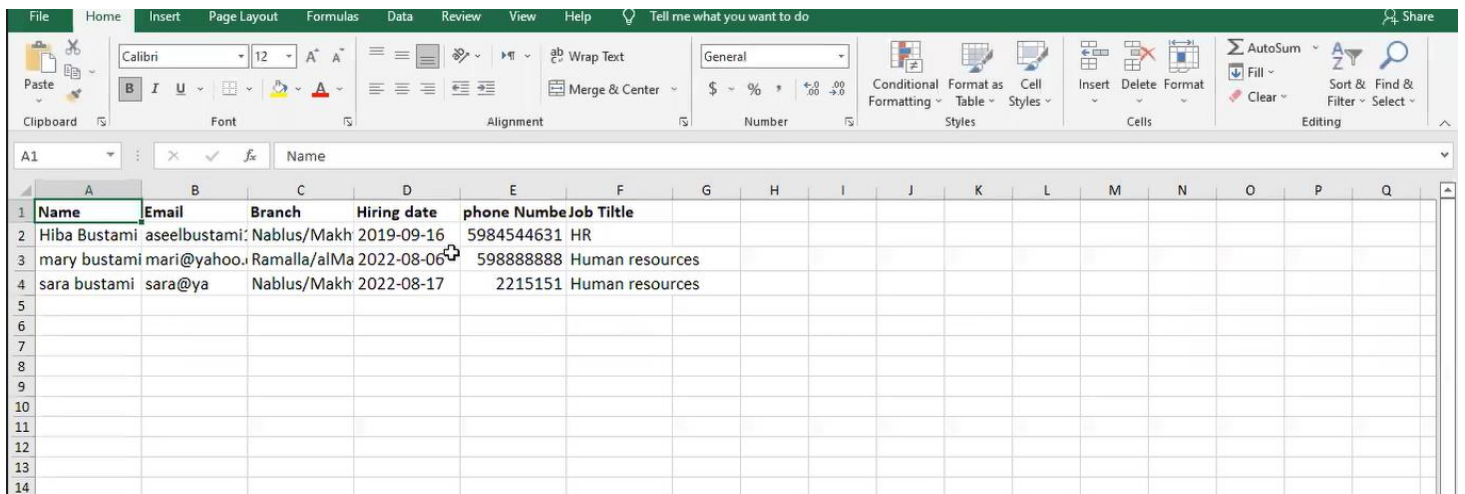 File Home Insert Page Layout Formulas Data Review View Help Tell me what you want to do Share
Calibri 12 A A ab Wrap Text General AutoSum
Paste Fill
B I U A Merge & Center $ % , .00 Conditional Format as Cell Insert Delete Format Clear Sort & Find &
Formatting Table Styles Filter Select
Clipboard Font Alignment Number Styles Cells Editing
A1 fx Name
A B C D E F G H I J K L M N O P Q
1 Name Email Branch Hiring date phone Numbe Job Tiltle
2 Hiba Bustami aseelbustami Nablus/Makh 2019-09-16 5984544631 HR
3 mary bustami mari@yahoo. Ramalla/alMa 2022-08-06 598888888 Human resources
4 sara bustami sara@ya Nablus/Makh 2022-08-17 2215151 Human resources
5
6
7
8
9
10
11
12
13
14